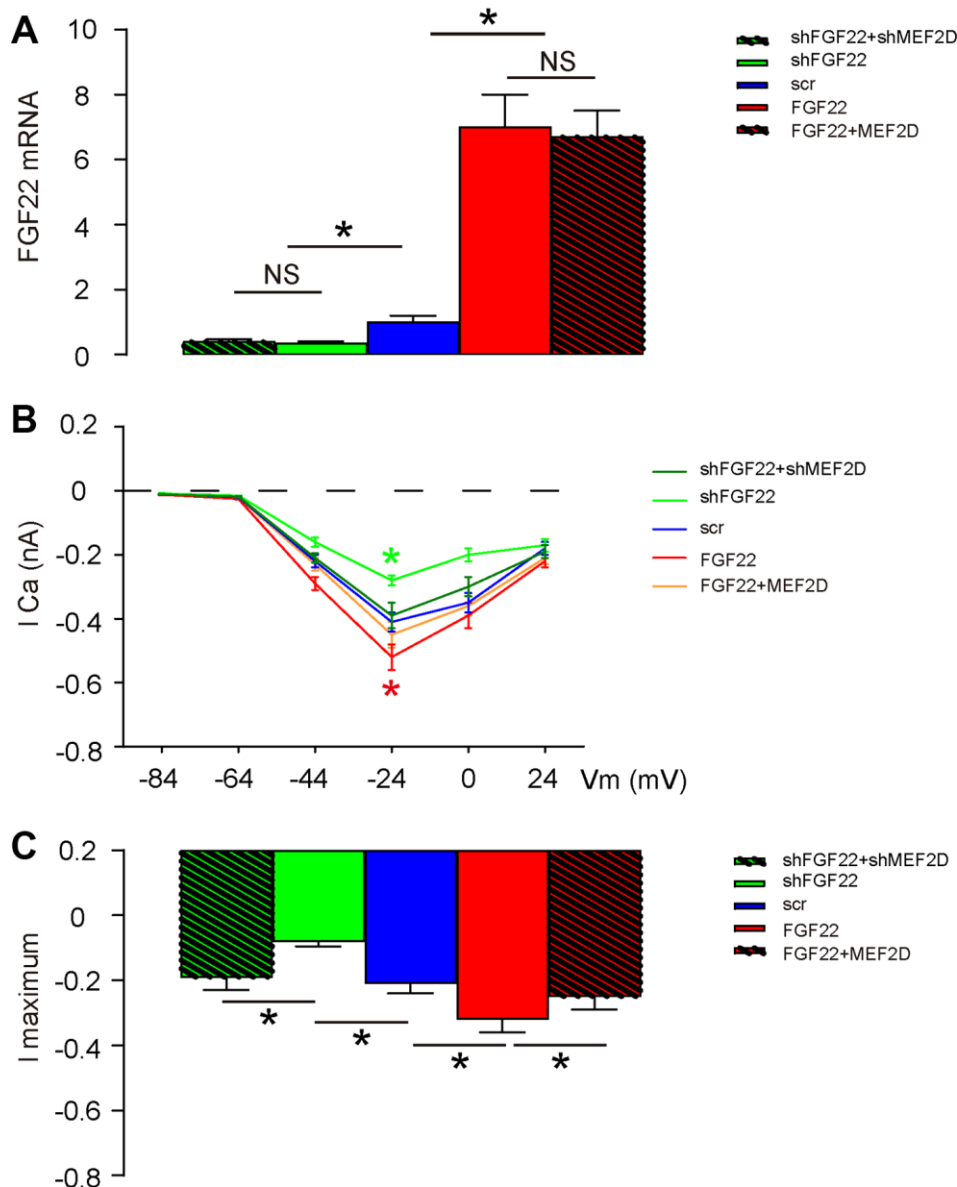 A
FGF22 mRNA
10
8
6
4
2
0
*
NS
*
NS
shFGF22+shMEF2D
shFGF22
scr
FGF22
FGF22+MEF2D
B
I Ca (nA)
0.2
0
-0.2
-0.4
-0.6
-0.8
*
*
-84 -64 -44 -24 0 24 Vm (mV)
shFGF22+shMEF2D
shFGF22
scr
FGF22
FGF22+MEF2D
C
I maximum
0.2
0
-0.2
-0.4
-0.6
-0.8
* * * *
shFGF22+shMEF2D
shFGF22
scr
FGF22
FGF22+MEF2D